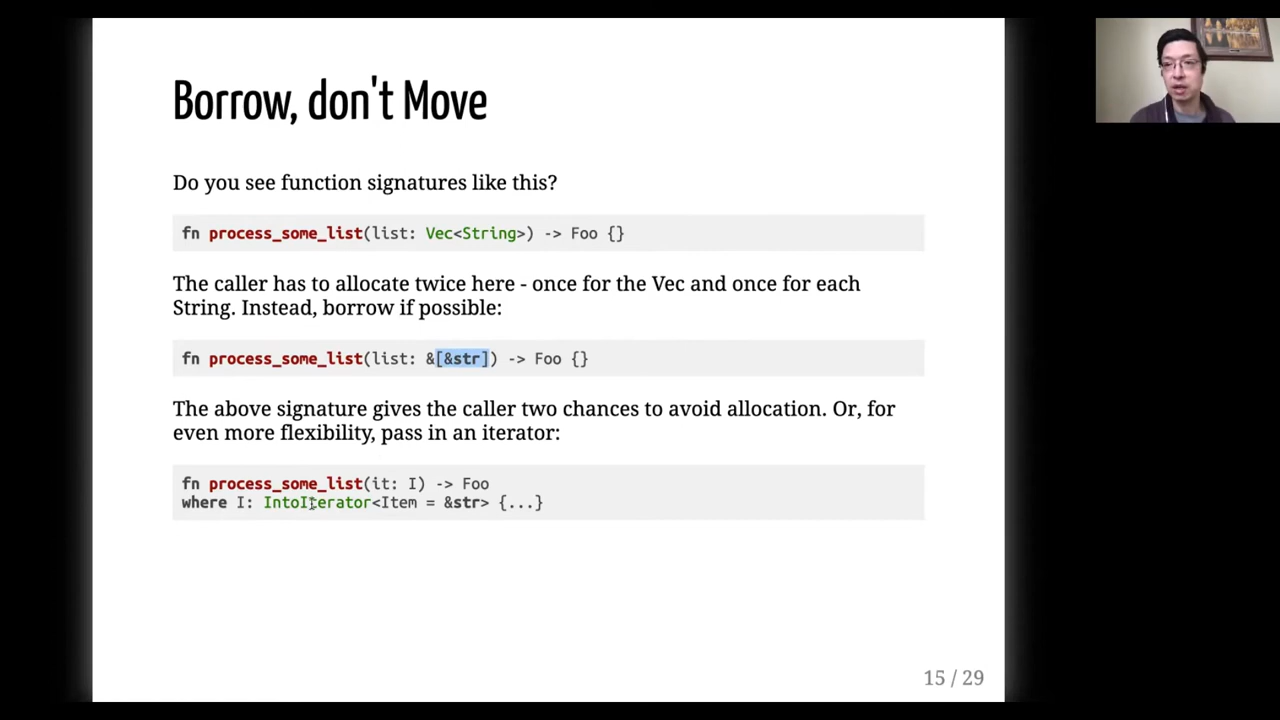 Borrow, don't Move
Do you see function signatures like this?
fn process_some_list(list: Vec<String>) -> Foo {}
The caller has to allocate twice here - once for the Vec and once for each
String. Instead, borrow if possible:
fn process_some_list(list: &[&str]) -> Foo {}
The above signature gives the caller two chances to avoid allocation. Or, for
even more flexibility, pass in an iterator:
fn process_some_list(it: I) -> Foo
where I: IntoIterator<Item = &str> {...}
15 / 29